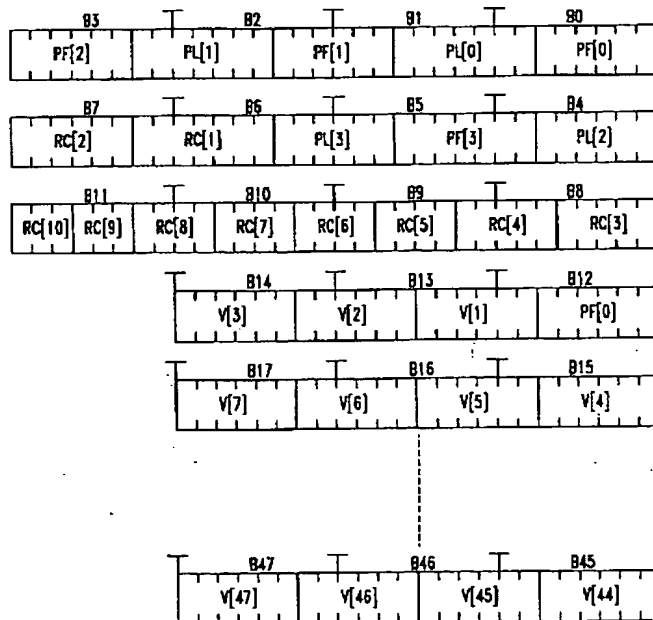 B3 B2 B1 B0
PF[2] PL[1] PF[1] PL[0] PF[0]
B7 B6 B5 B4
RC[2] RC[1] PL[3] PF[3] PL[2]
B11 B10 B9 B8
RC[10] RC[9] RC[8] RC[7] RC[6] RC[5] RC[4] RC[3]
B14 B13 B12
V[3] V[2] V[1] PF[0]
B17 B16 B15
V[7] V[6] V[5] V[4]
B47 B46 B45
V[47] V[46] V[45] V[44]